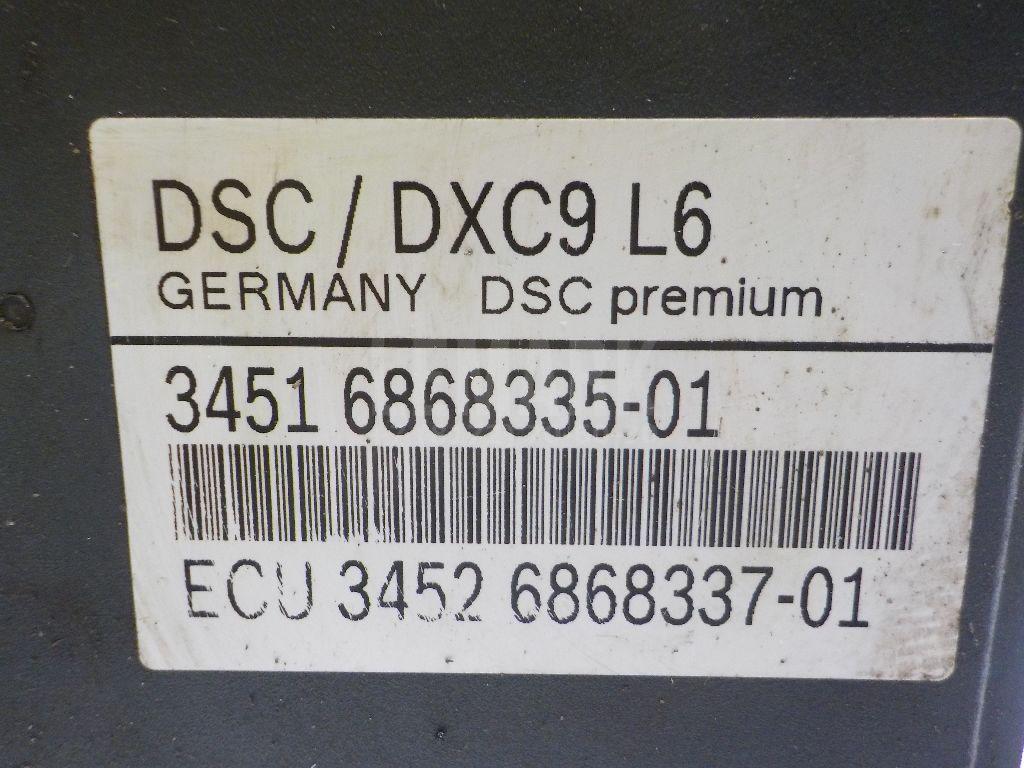 DSC / DXC9 L6
GERMANY DSC premium
3451 6868335-01
ECU 3452 6868337-01